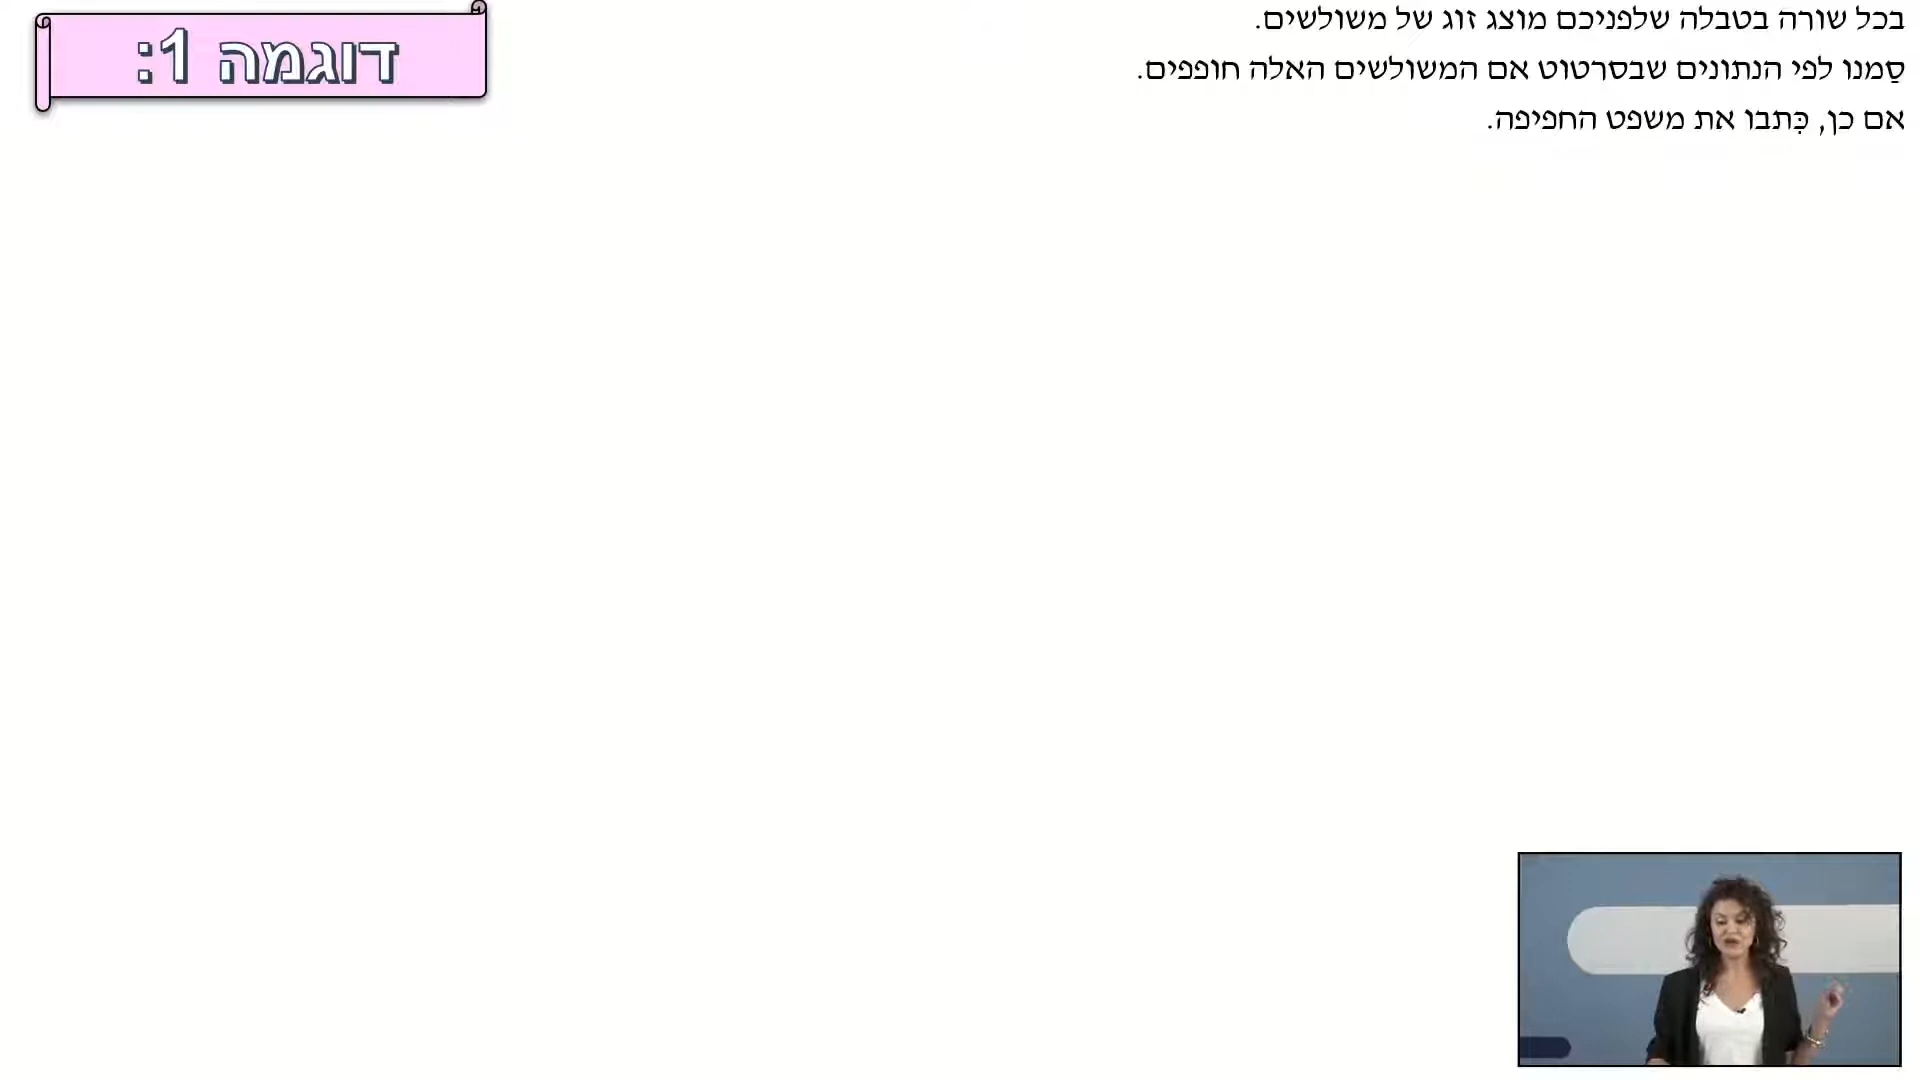 דוגמה 1:
בכל שורה בטבלה שלפניכם מוצג זוג של משולשים.
סַמנו לפי הנתונים שבסרטוט אם המשולשים האלה חופפים.
אם כן, כִּתבו את משפט החפיפה.